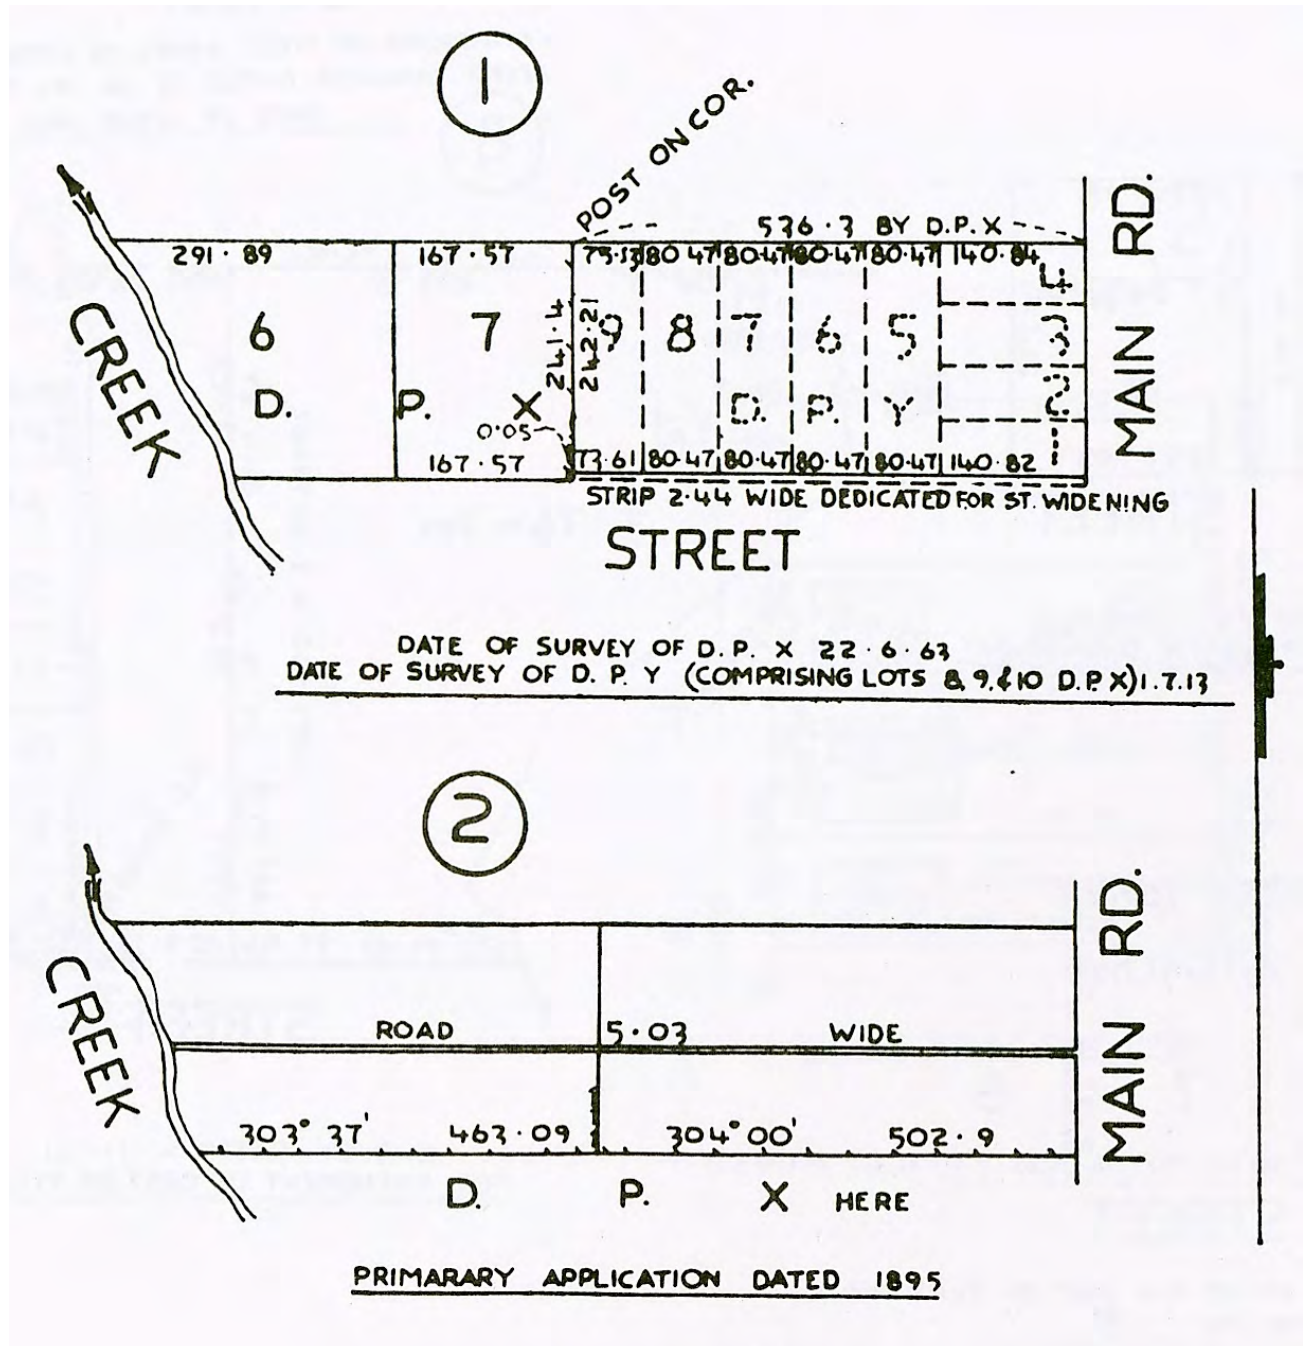 1
POST ON COR.
536.3 BY D.P.X
MAIN RD.
291.89
167.57
80.47
80.47
80.47
80.47
140.84
CREEK
6
7
241.4
242.21
9
8
7
6
5
4
3
2
1
D. P. X
D. P. Y
0.05
167.57
73.61
80.47
80.47
80.47
80.47
140.82
STRIP 2.44 WIDE DEDICATED FOR ST. WIDENING
STREET
DATE OF SURVEY OF D.P. X 22.6.63
DATE OF SURVEY OF D. P. Y (COMPRISING LOTS 8, 9, & 10 D.P. X) 1.7.13
2
MAIN RD.
CREEK
ROAD 5.03 WIDE
303° 37' 463.09 304° 00' 502.9
D. P. X HERE
PRIMARARY APPLICATION DATED 1895